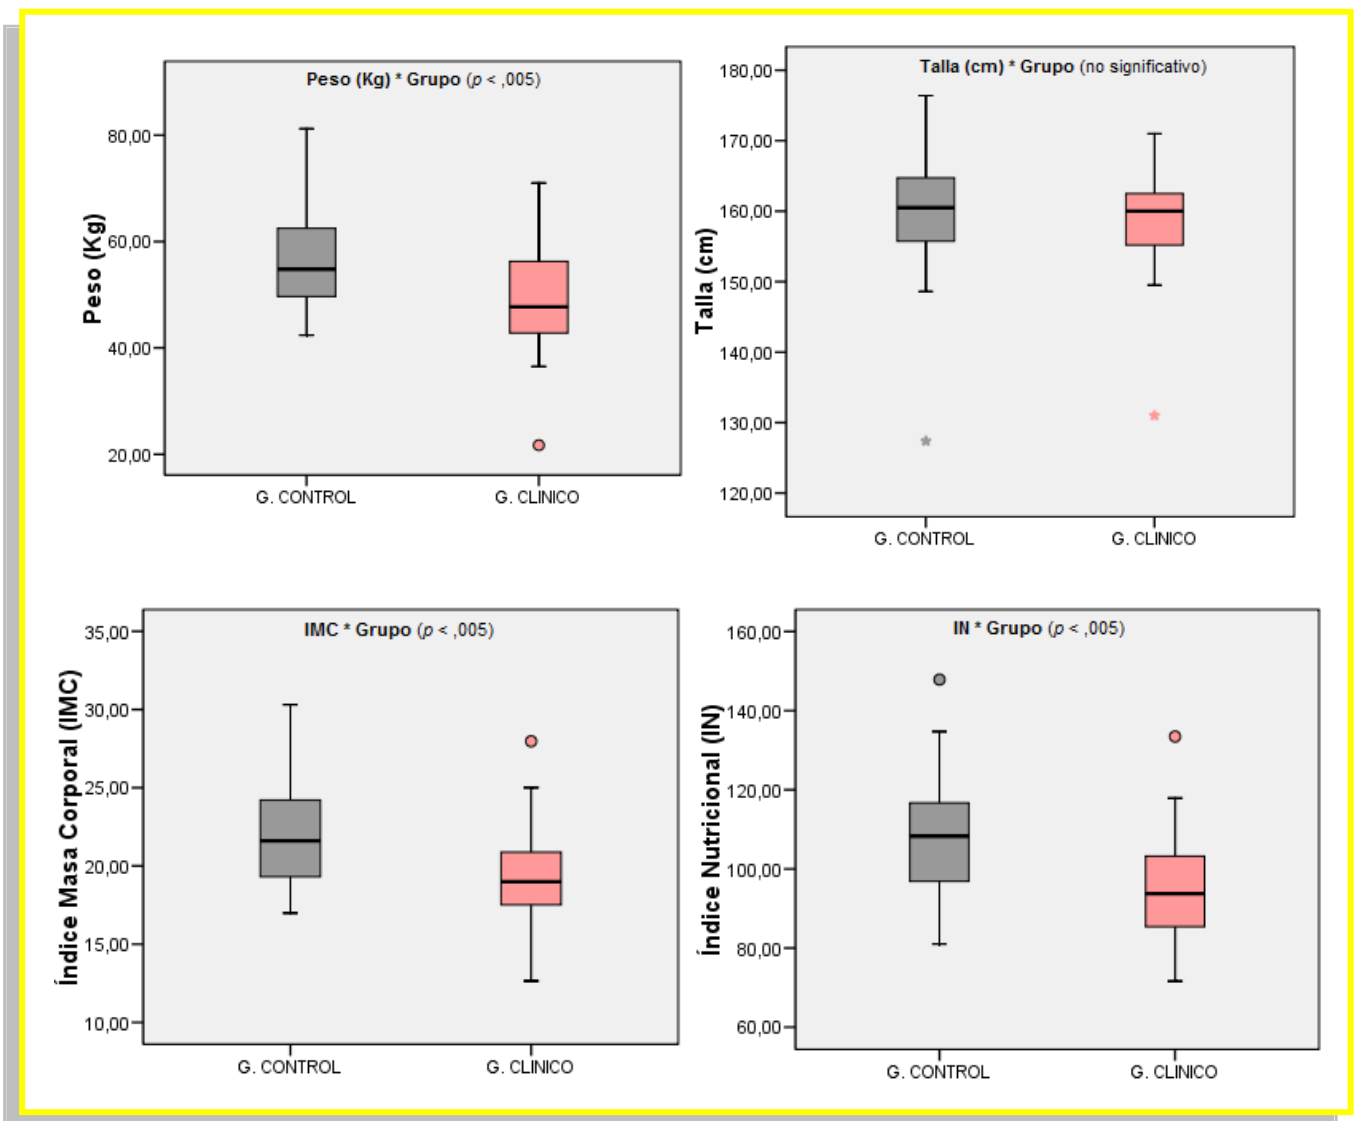 Peso (Kg) * Grupo (p < ,005)
Peso (Kg)
80,00
60,00
40,00
20,00
G. CONTROL
G. CLINICO
Talla (cm) * Grupo (no significativo)
Talla (cm)
180,00
170,00
160,00
150,00
140,00
130,00
120,00
G. CONTROL
G. CLINICO
IMC * Grupo (p < ,005)
Índice Masa Corporal (IMC)
35,00
30,00
25,00
20,00
15,00
10,00
G. CONTROL
G. CLINICO
IN * Grupo (p < ,005)
Índice Nutricional (IN)
160,00
140,00
120,00
100,00
80,00
60,00
G. CONTROL
G. CLINICO